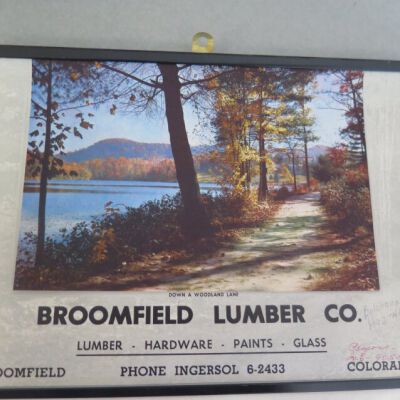 DOWN A WOODLAND LANE
BROOMFIELD LUMBER CO.
LUMBER - HARDWARE - PAINTS - GLASS
OOMFIELD PHONE INGERSOL 6-2433 COLORA